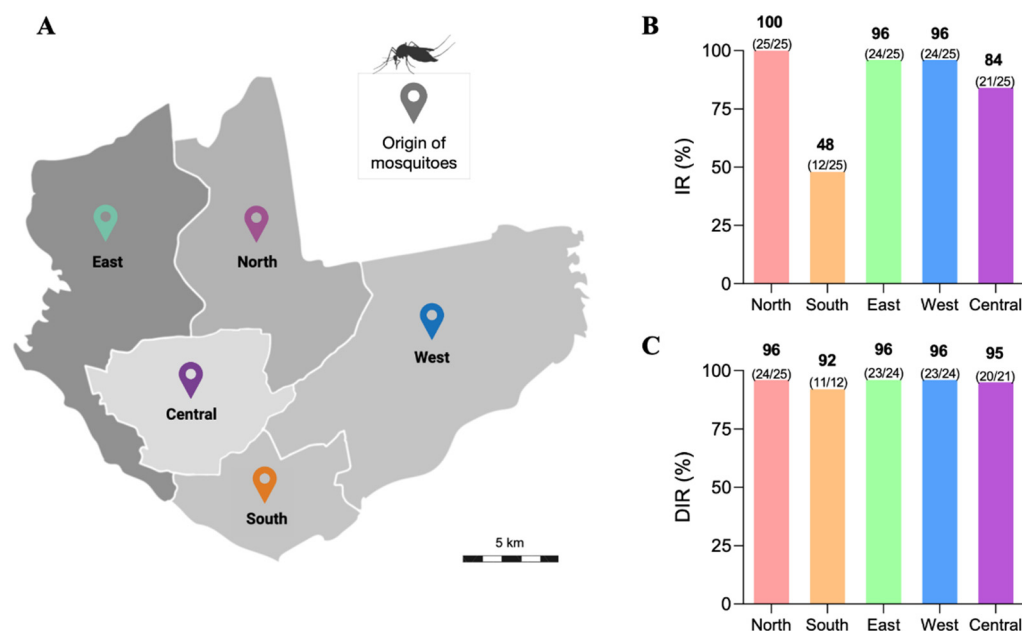 A
Origin of
mosquitoes
East
North
West
Central
South
5 km
B
IR (%)
100
75
50
25
0
100
(25/25)
48
(12/25)
96
(24/25)
96
(24/25)
84
(21/25)
North South East West Central
C
DIR (%)
100
75
50
25
0
96
(24/25)
92
(11/12)
96
(23/24)
96
(23/24)
95
(20/21)
North South East West Central